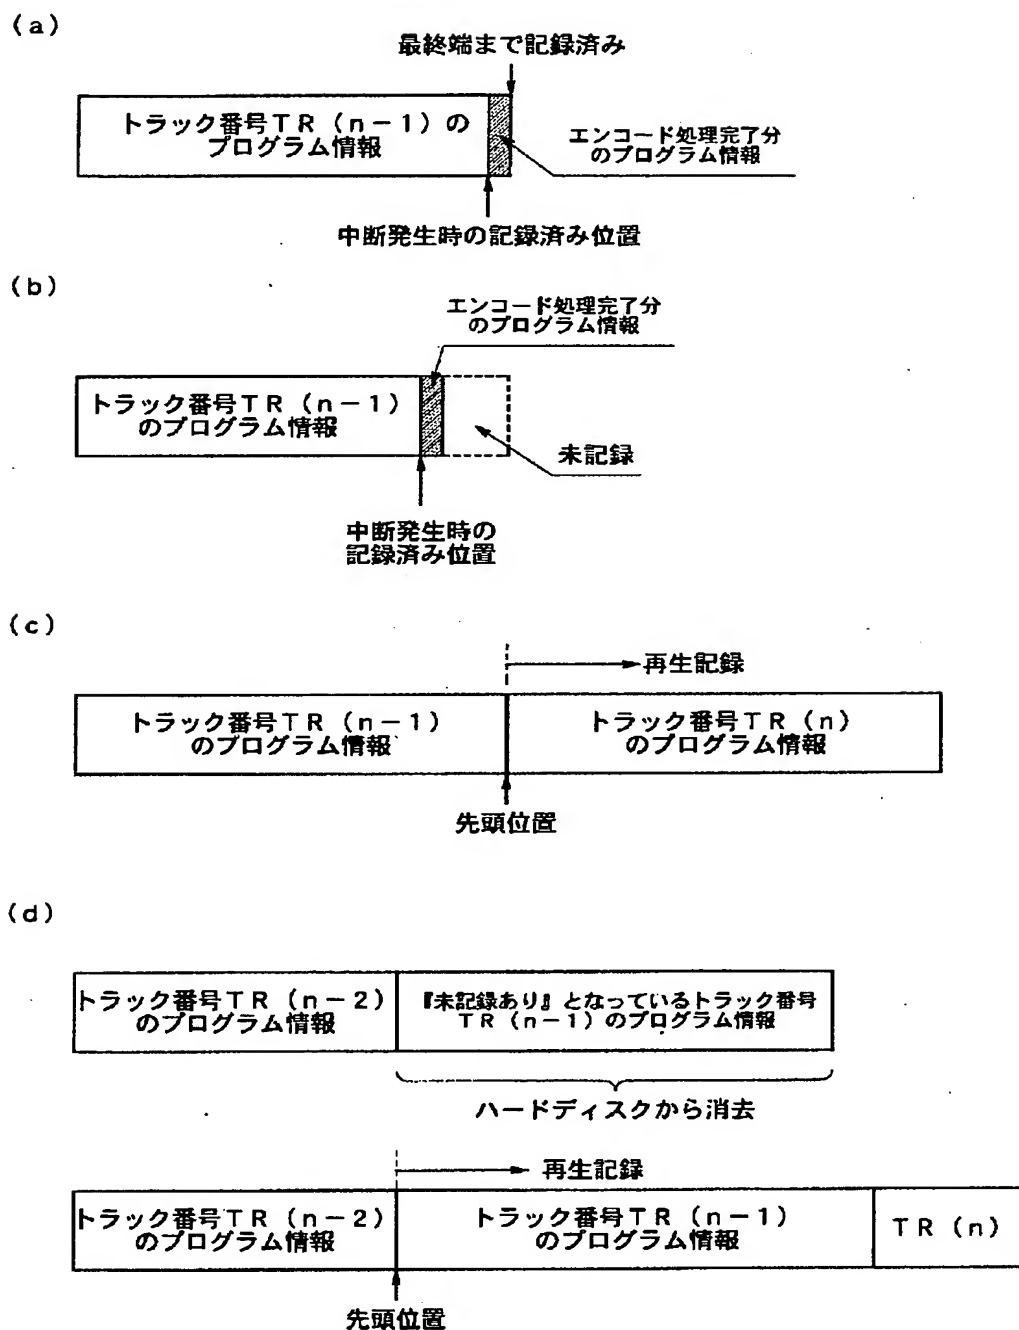 (a)
最終端まで記録済み
トラック番号TR(n-1)の
プログラム情報
エンコード処理完了分
のプログラム情報
中断発生時の記録済み位置
(b)
エンコード処理完了分
のプログラム情報
トラック番号TR(n-1)
のプログラム情報
未記録
中断発生時の
記録済み位置
(c)
再生記録
トラック番号TR(n-1)
のプログラム情報
トラック番号TR(n)
のプログラム情報
先頭位置
(d)
トラック番号TR(n-2)
のプログラム情報
『未記録あり』となっているトラック番号
TR(n-1)のプログラム情報
ハードディスクから消去
再生記録
トラック番号TR(n-2)
のプログラム情報
トラック番号TR(n-1)
のプログラム情報
TR(n)
先頭位置